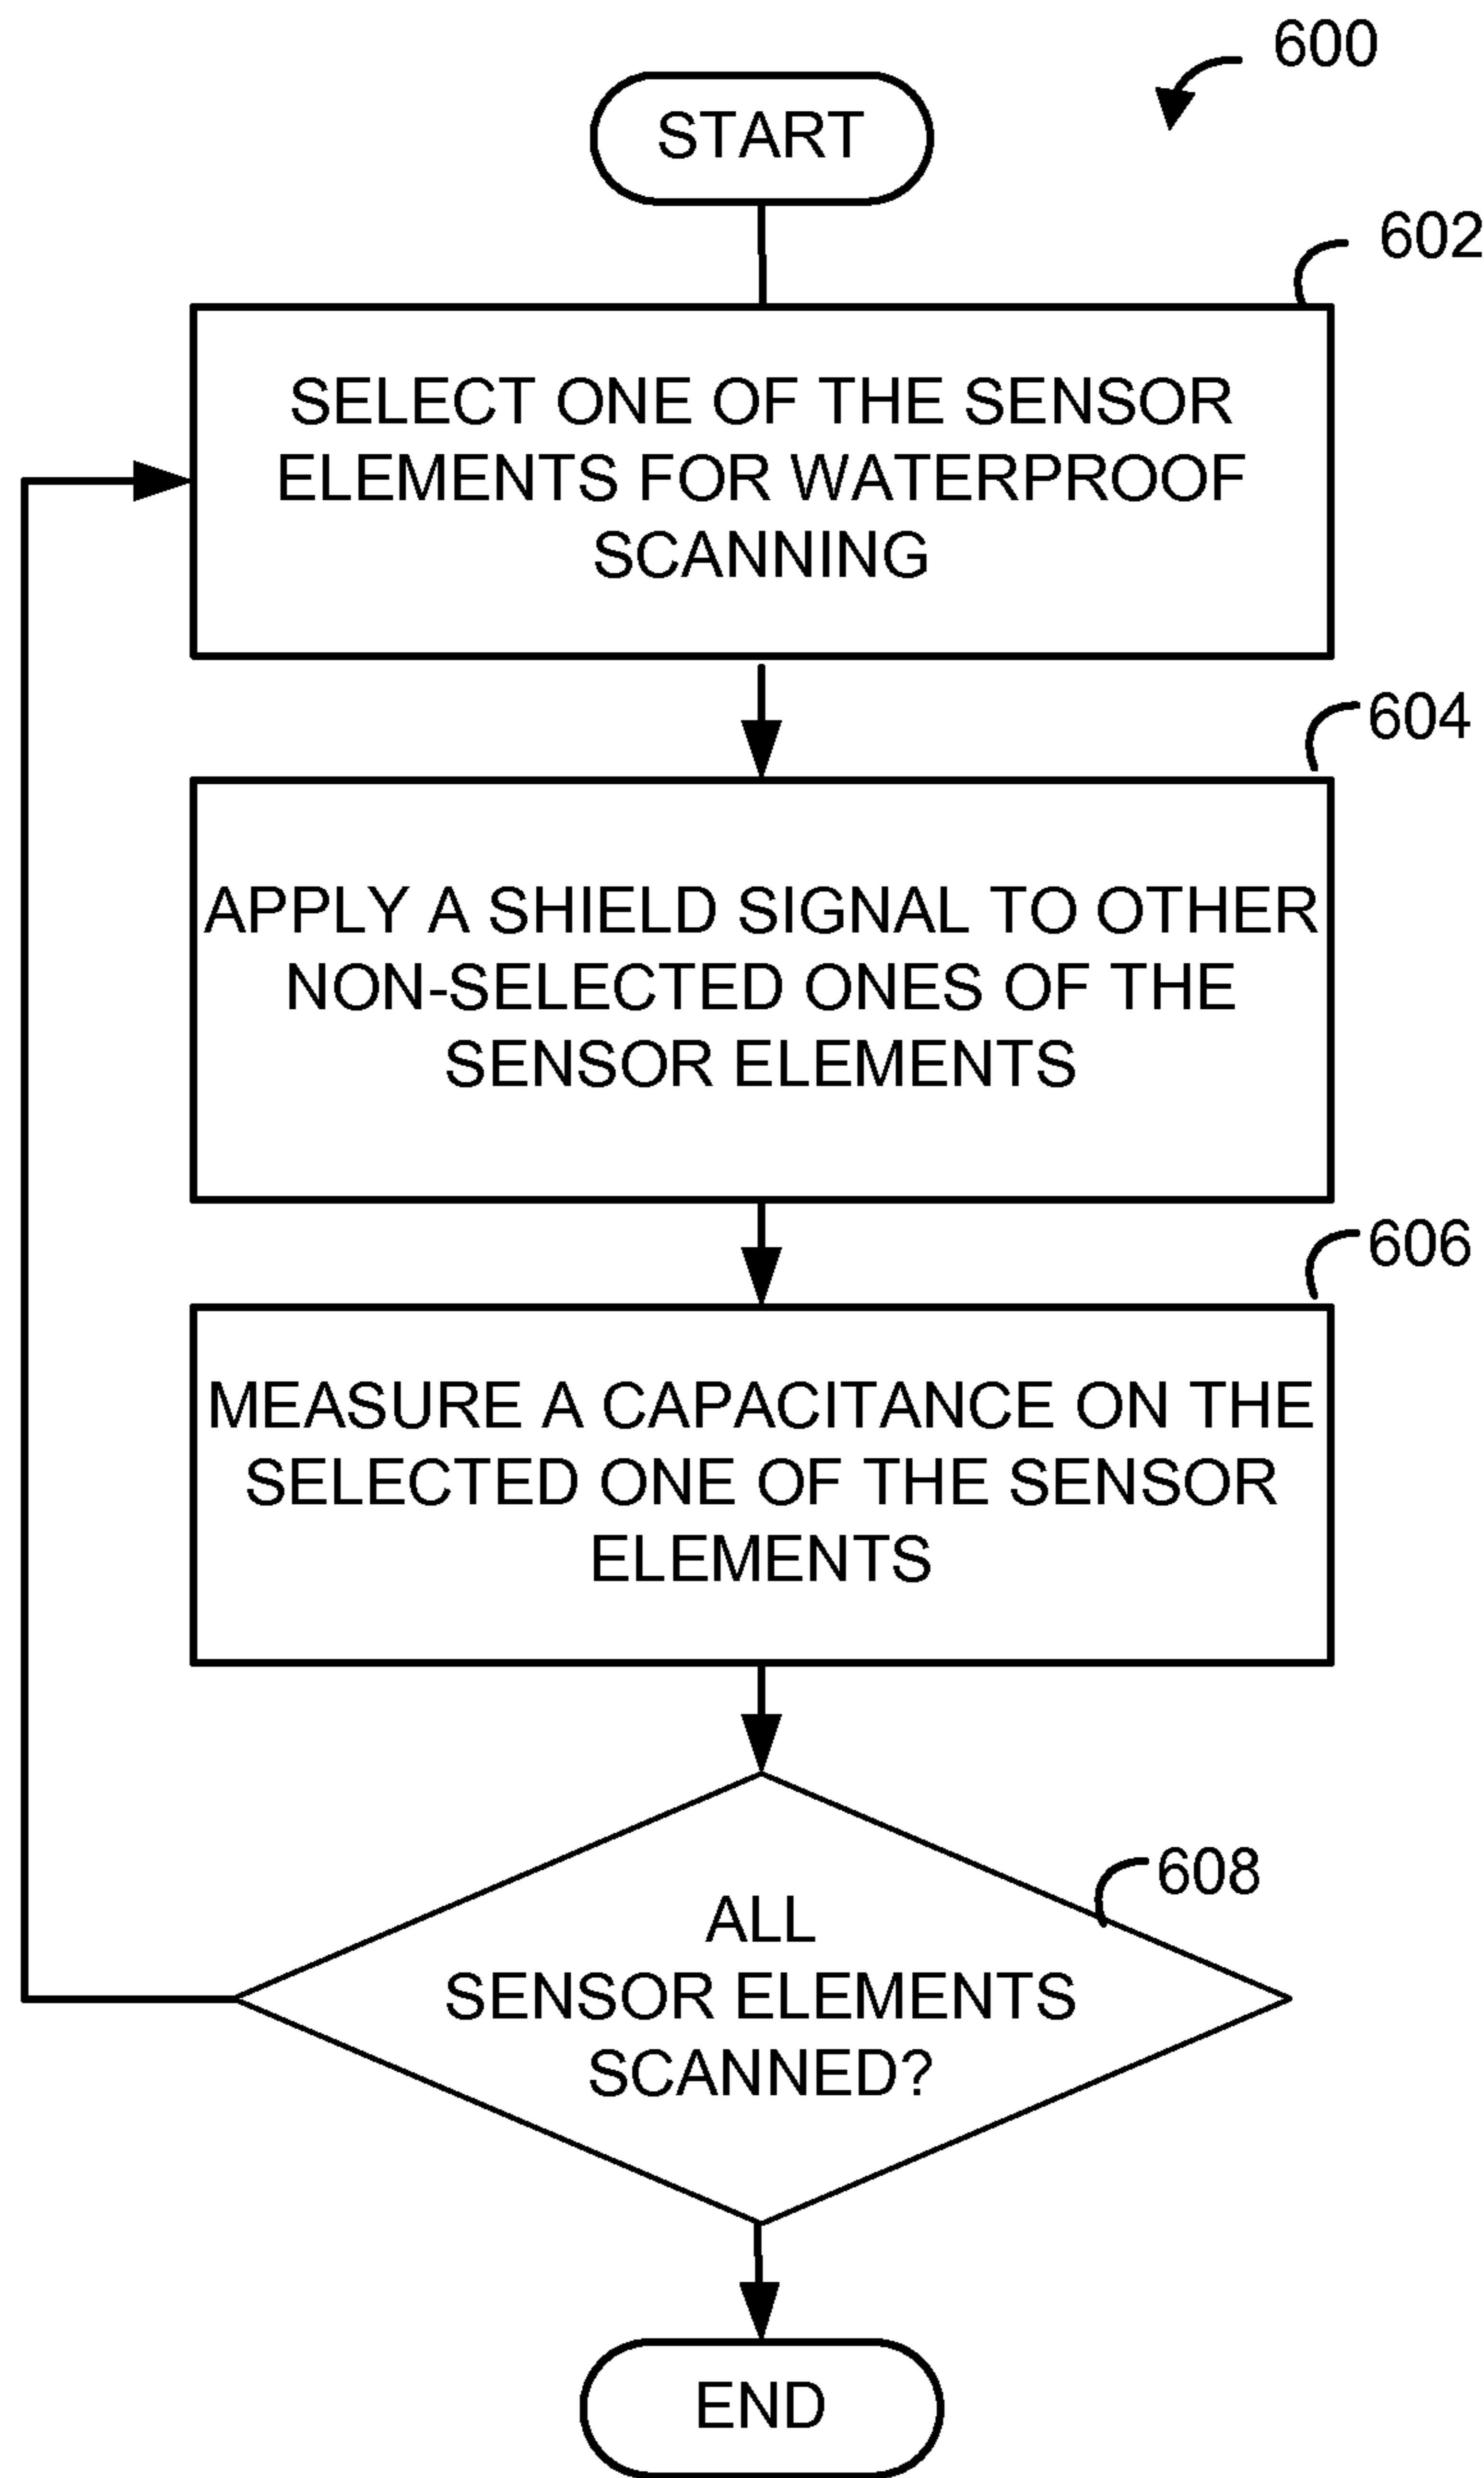 600
START
602
SELECT ONE OF THE SENSOR
ELEMENTS FOR WATERPROOF
SCANNING
604
APPLY A SHIELD SIGNAL TO OTHER
NON-SELECTED ONES OF THE
SENSOR ELEMENTS
606
MEASURE A CAPACITANCE ON THE
SELECTED ONE OF THE SENSOR
ELEMENTS
608
ALL
SENSOR ELEMENTS
SCANNED?
END